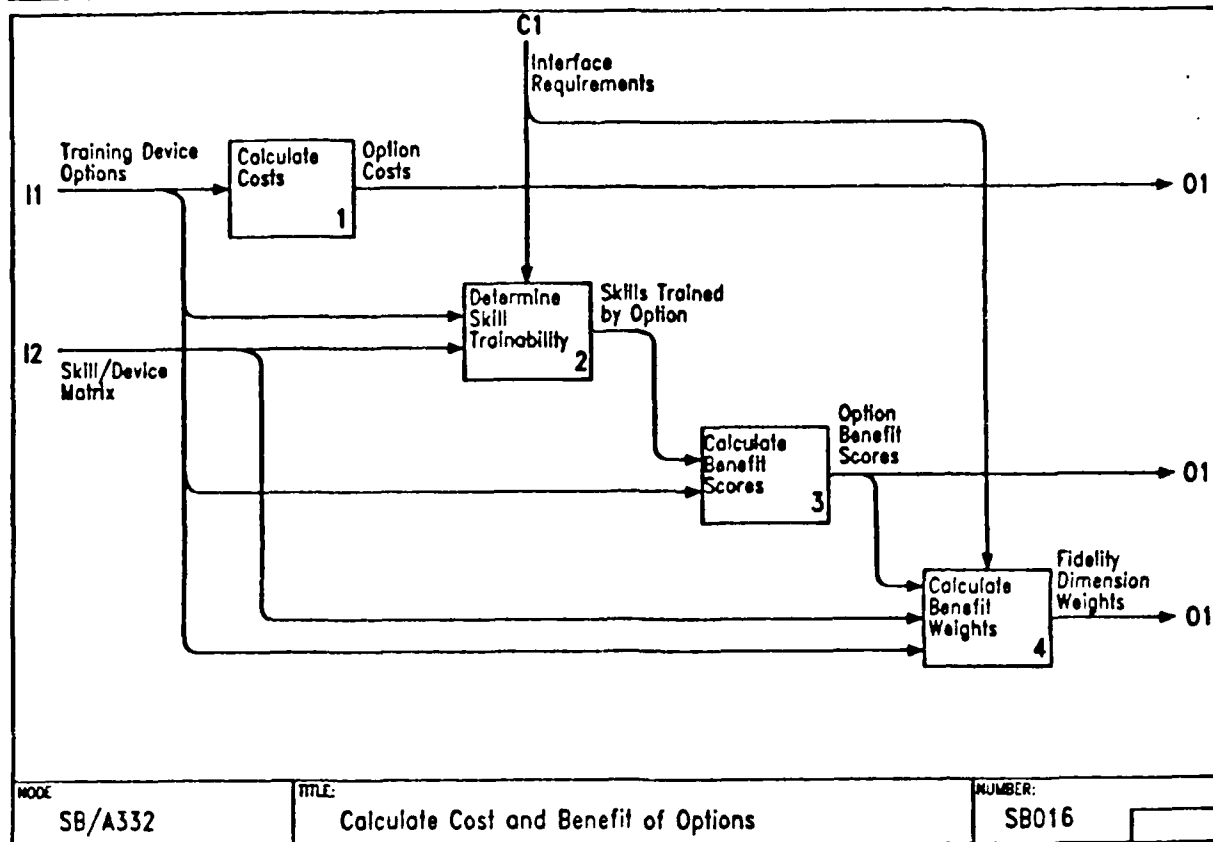 C1
Interface
Requirements
Training Device
Options
I1
Calculate
Costs
1
Option
Costs
O1
Determine
Skill
Trainability
2
Skills Trained
by Option
I2
Skill/Device
Matrix
Calculate
Benefit
Scores
3
Option
Benefit
Scores
O1
Calculate
Benefit
Weights
4
Fidelity
Dimension
Weights
O1
NODE
SB/A332
TITLE:
Calculate Cost and Benefit of Options
NUMBER:
SB016